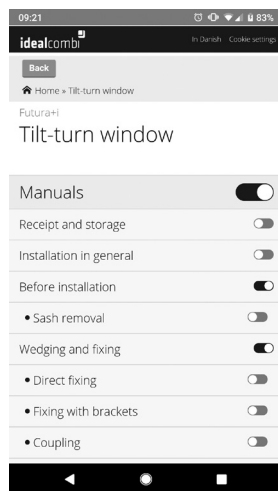 09:21
83%
idealcombi
In Danish Cookie settings
Back
Home » Tilt-turn window
Futura+i
Tilt-turn window
Manuals
Receipt and storage
Installation in general
Before installation
• Sash removal
Wedging and fixing
• Direct fixing
• Fixing with brackets
• Coupling